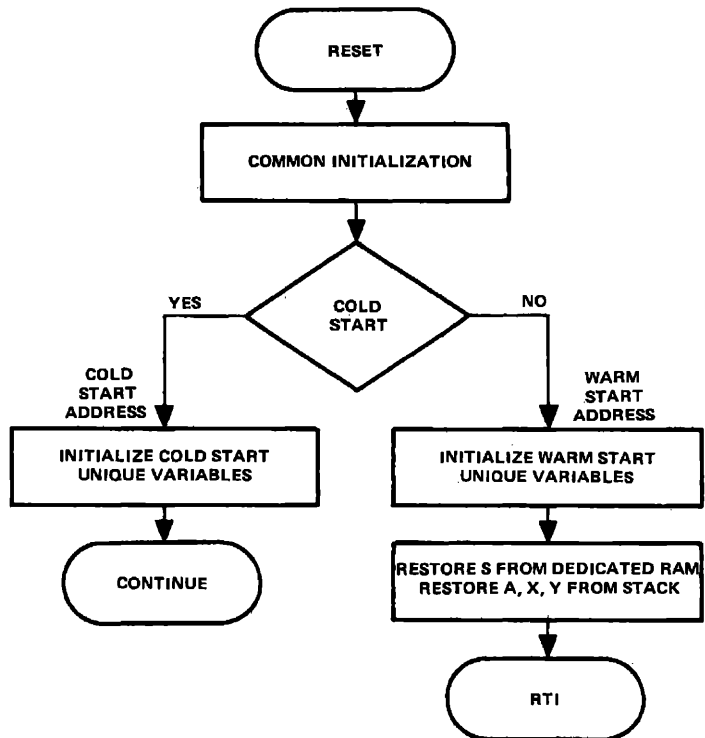 RESET
COMMON INITIALIZATION
COLD
START
YES
NO
COLD
START
ADDRESS
WARM
START
ADDRESS
INITIALIZE COLD START
UNIQUE VARIABLES
INITIALIZE WARM START
UNIQUE VARIABLES
CONTINUE
RESTORE S FROM DEDICATED RAM
RESTORE A, X, Y FROM STACK
RTI